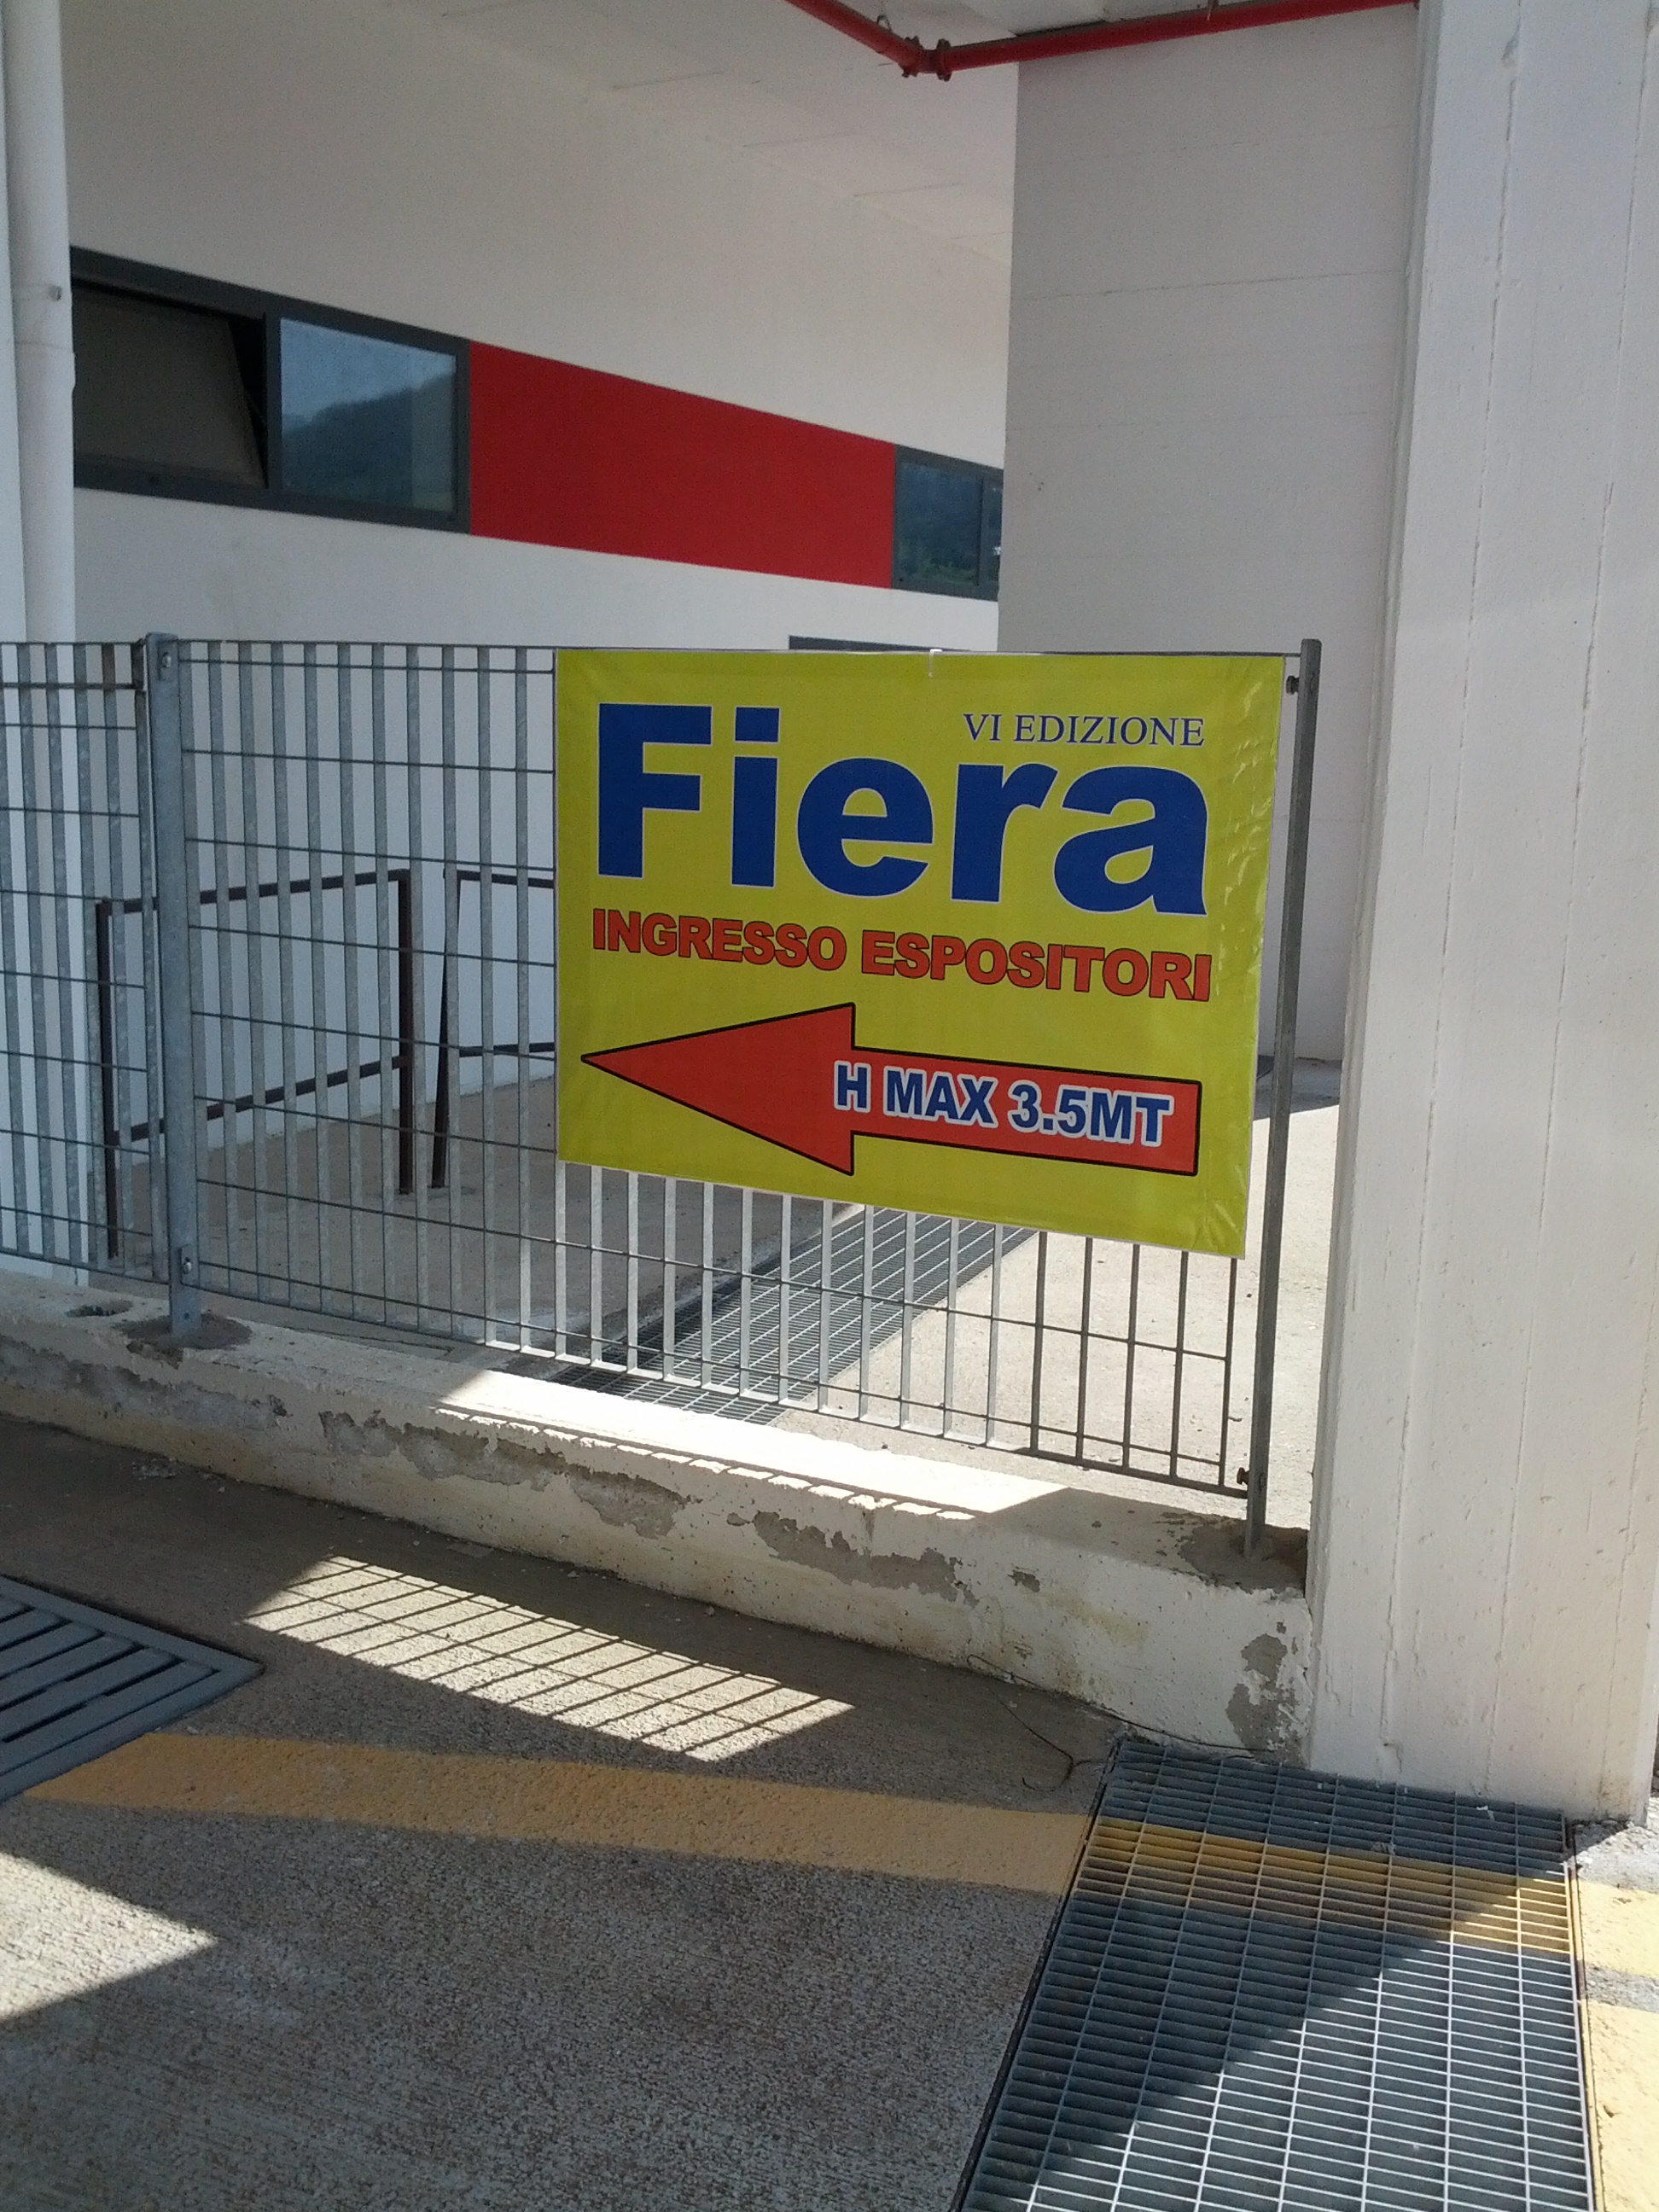 VI EDIZIONE
Fiera
INGRESSO ESPOSITORI
H MAX 3.5MT